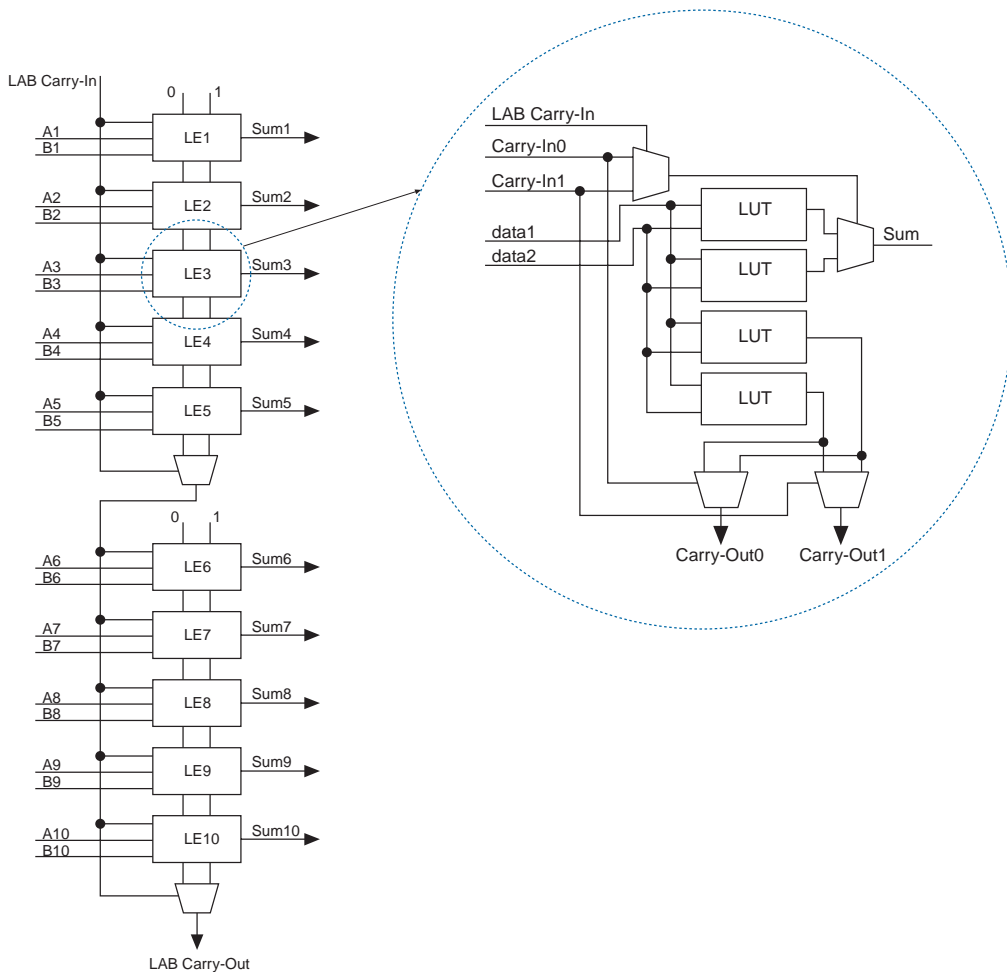 LAB Carry-In
0 1
A1
B1
LE1
Sum1
A2
B2
LE2
Sum2
A3
B3
LE3
Sum3
A4
B4
LE4
Sum4
A5
B5
LE5
Sum5
0 1
A6
B6
LE6
Sum6
A7
B7
LE7
Sum7
A8
B8
LE8
Sum8
A9
B9
LE9
Sum9
A10
B10
LE10
Sum10
LAB Carry-Out
LAB Carry-In
Carry-In0
Carry-In1
data1
data2
LUT
LUT
LUT
LUT
Sum
Carry-Out0
Carry-Out1